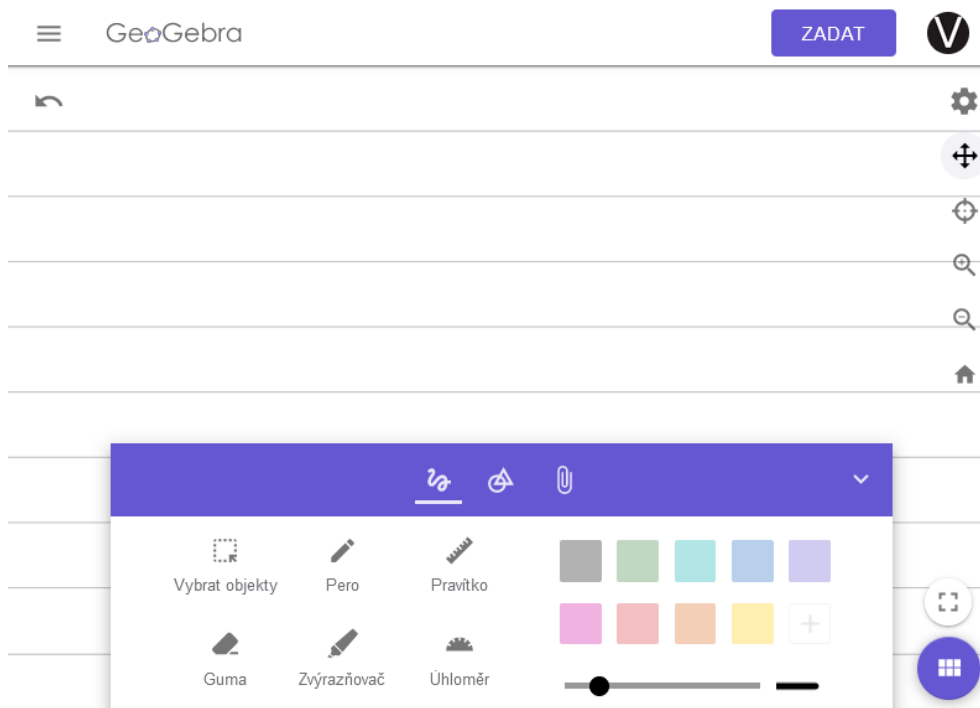 GeoGebra
ZADAT
V
Vybrat objekty
Pero
Pravítko
Guma
Zvýrazňovač
Úhloměr